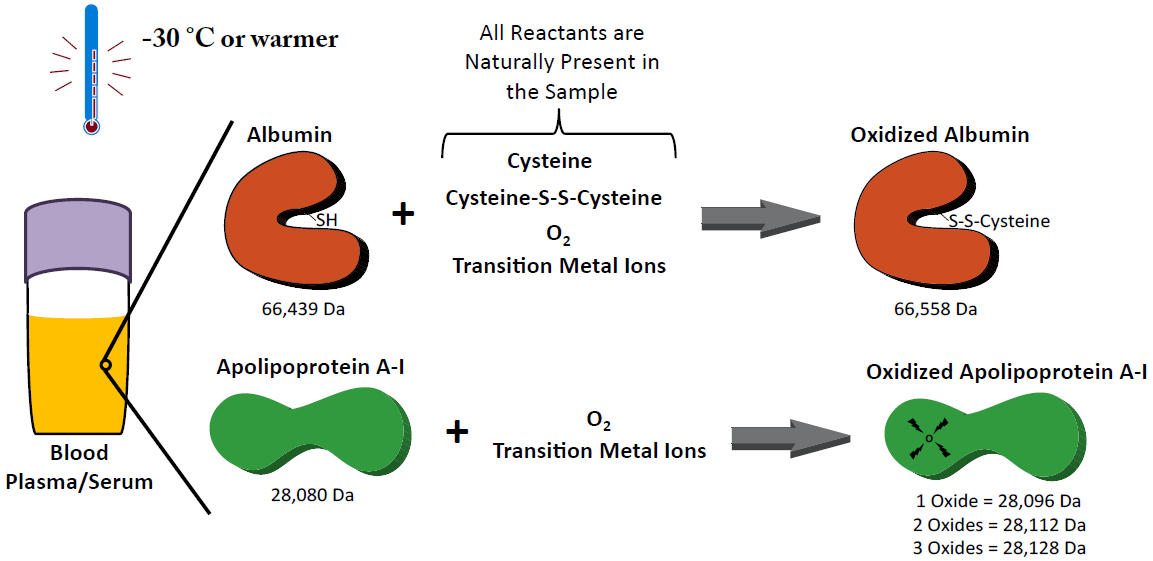 -30 °C or warmer
All Reactants are
Naturally Present in
the Sample
Albumin
Cysteine
Cysteine-S-S-Cysteine
O2
Transition Metal Ions
Oxidized Albumin
SH
+
S-S-Cysteine
66,439 Da
66,558 Da
Apolipoprotein A-I
+
O2
Transition Metal Ions
Oxidized Apolipoprotein A-I
O
28,080 Da
1 Oxide = 28,096 Da
2 Oxides = 28,112 Da
3 Oxides = 28,128 Da
Blood
Plasma/Serum